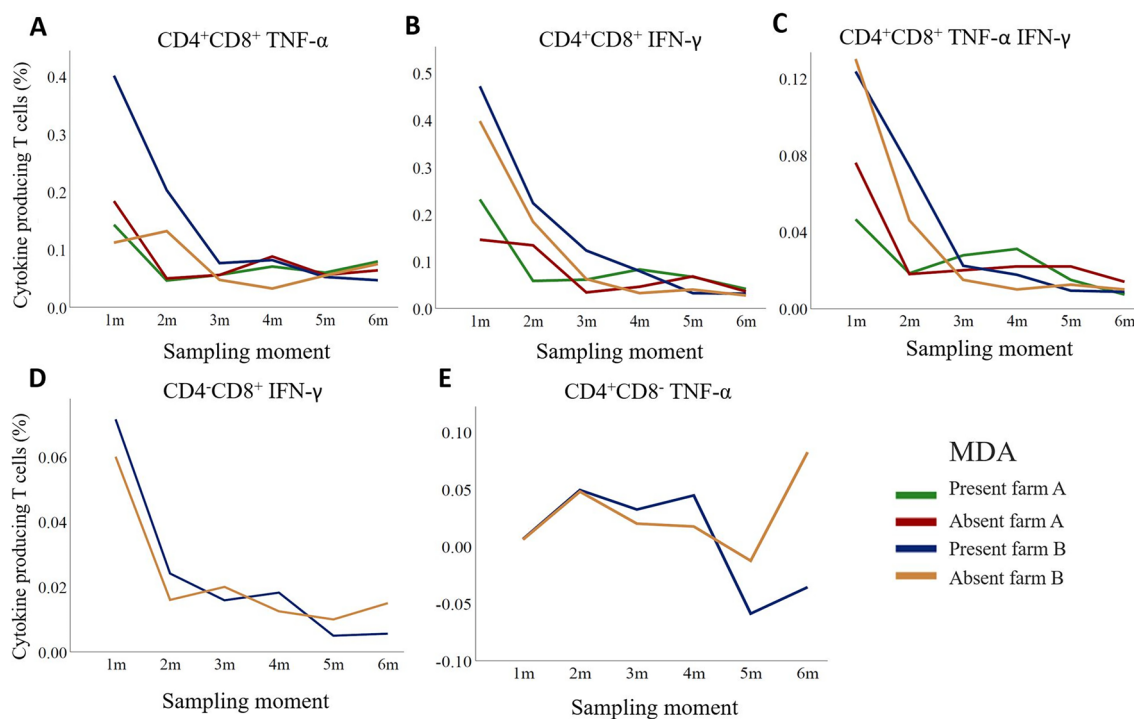 A
CD4⁺CD8⁺ TNF-α
Cytokine producing T cells (%)
0.4
0.3
0.2
0.1
0.0
1m 2m 3m 4m 5m 6m
Sampling moment
B
CD4⁺CD8⁺ IFN-γ
0.5
0.4
0.3
0.2
0.1
0.0
1m 2m 3m 4m 5m 6m
Sampling moment
C
CD4⁺CD8⁺ TNF-α IFN-γ
0.12
0.08
0.04
0.00
1m 2m 3m 4m 5m 6m
Sampling moment
D
CD4⁻CD8⁺ IFN-γ
Cytokine producing T cells (%)
0.06
0.04
0.02
0.00
1m 2m 3m 4m 5m 6m
Sampling moment
E
CD4⁺CD8⁻ TNF-α
0.10
0.05
0.00
-0.05
-0.10
1m 2m 3m 4m 5m 6m
Sampling moment
MDA
Present farm A
Absent farm A
Present farm B
Absent farm B